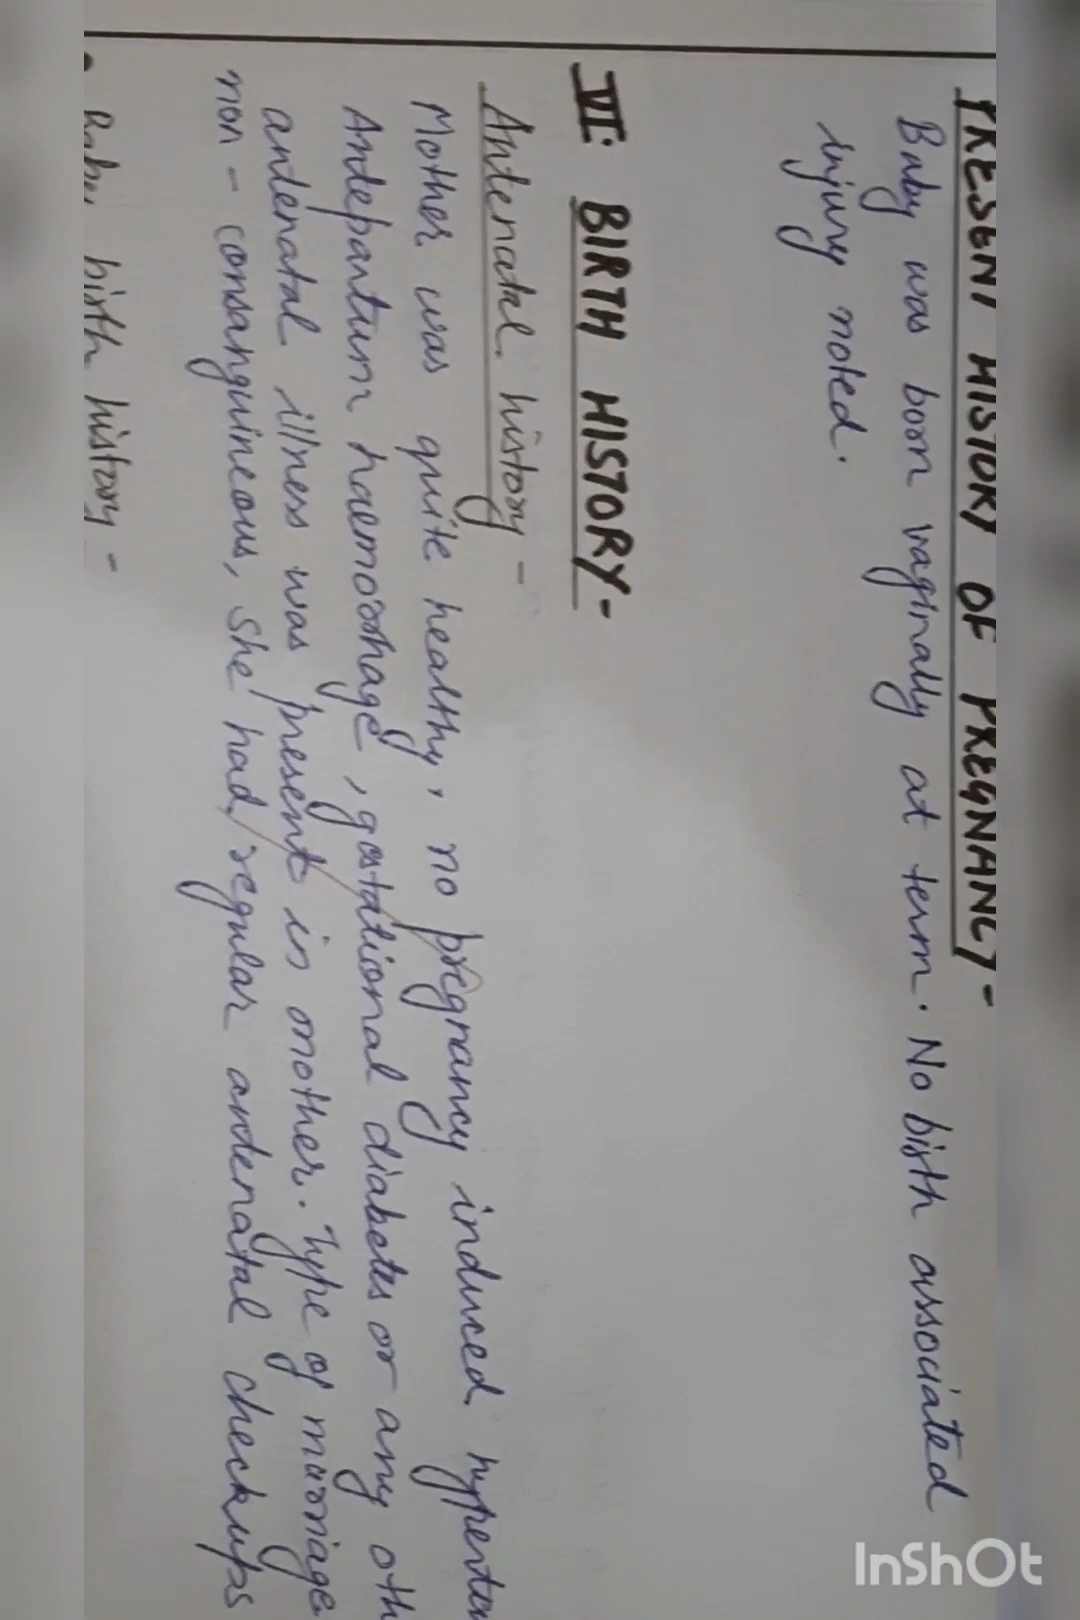 PRESENT HISTORY OF PREGNANCY-
Baby was born vaginally at term. No birth associated
injury noted.
VI. BIRTH HISTORY-
Antenatal history -
Mother was quite healthy, no pregnancy induced hyperten
Antepartum haemorrhage, gestational diabetes or any oth
antenatal illness was present in mother. Type of marriage
non-consanguineous, she had regular antenatal checkups
Baby birth history -
InShOt